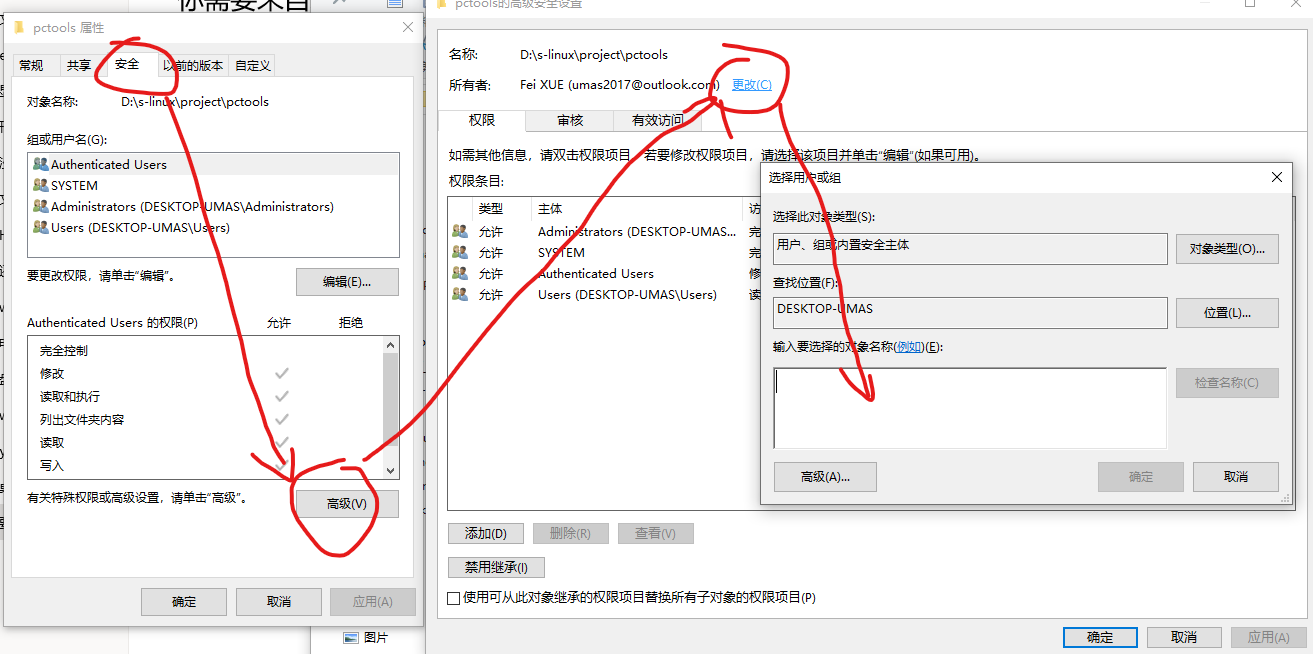 你需要来自
pctools 属性
常规 共享 安全 以前的版本 自定义
对象名称: D:\s-linux\project\pctools
组或用户名(G):
Authenticated Users
SYSTEM
Administrators (DESKTOP-UMAS\Administrators)
Users (DESKTOP-UMAS\Users)
要更改权限，请单击"编辑"。
编辑(E)...
Authenticated Users 的权限(P) 允许 拒绝
完全控制
修改
读取和执行
列出文件夹内容
读取
写入
有关特殊权限或高级设置，请单击"高级"。
高级(V)
确定 取消 应用(A)
图片
pctools的高级安全设置
名称: D:\s-linux\project\pctools
所有者: Fei XUE (umas2017@outlook.com) 更改(C)
权限 审核 有效访问
如需其他信息，请双击权限项目。若要修改权限项目，请选择该项目并单击"编辑"(如果可用)。
权限条目:
类型 主体 访
允许 Administrators (DESKTOP-UMAS... 完
允许 SYSTEM 完
允许 Authenticated Users 修
允许 Users (DESKTOP-UMAS\Users) 读
添加(D) 删除(R) 查看(V)
禁用继承(I)
使用可从此对象继承的权限项目替换所有子对象的权限项目(P)
确定 取消 应用(A)
选择用户或组
选择此对象类型(S):
用户、组或内置安全主体
对象类型(O)...
查找位置(F):
DESKTOP-UMAS
位置(L)...
输入要选择的对象名称(例如)(E):
检查名称(C)
高级(A)... 确定 取消